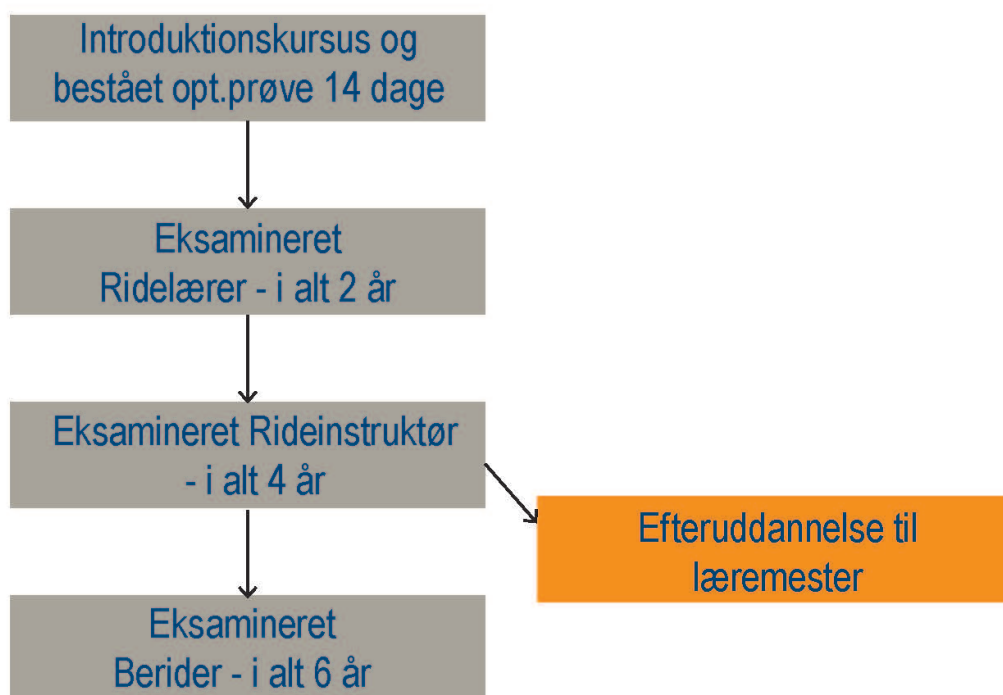 Introduktionskursus og
bestået opt.prøve 14 dage
Eksamineret
Ridelærer - i alt 2 år
Eksamineret Rideinstruktør
- i alt 4 år
Efteruddannelse til
læremester
Eksamineret
Berider - i alt 6 år